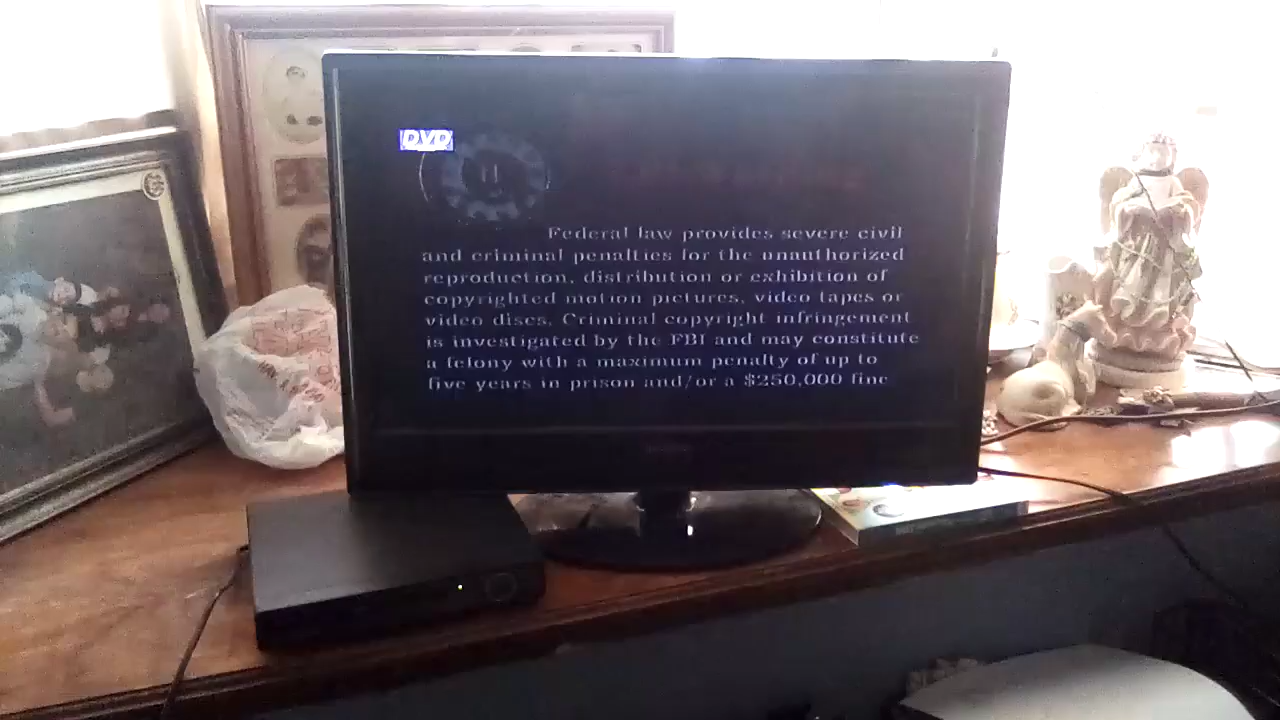 DVD
Federal law provides severe civil
and criminal penalties for the unauthorized
reproduction, distribution or exhibition of
copyrighted motion pictures, video tapes or
video discs. Criminal copyright infringement
is investigated by the FBI and may constitute
a felony with a maximum penalty of up to
five years in prison and/or a $250,000 fine